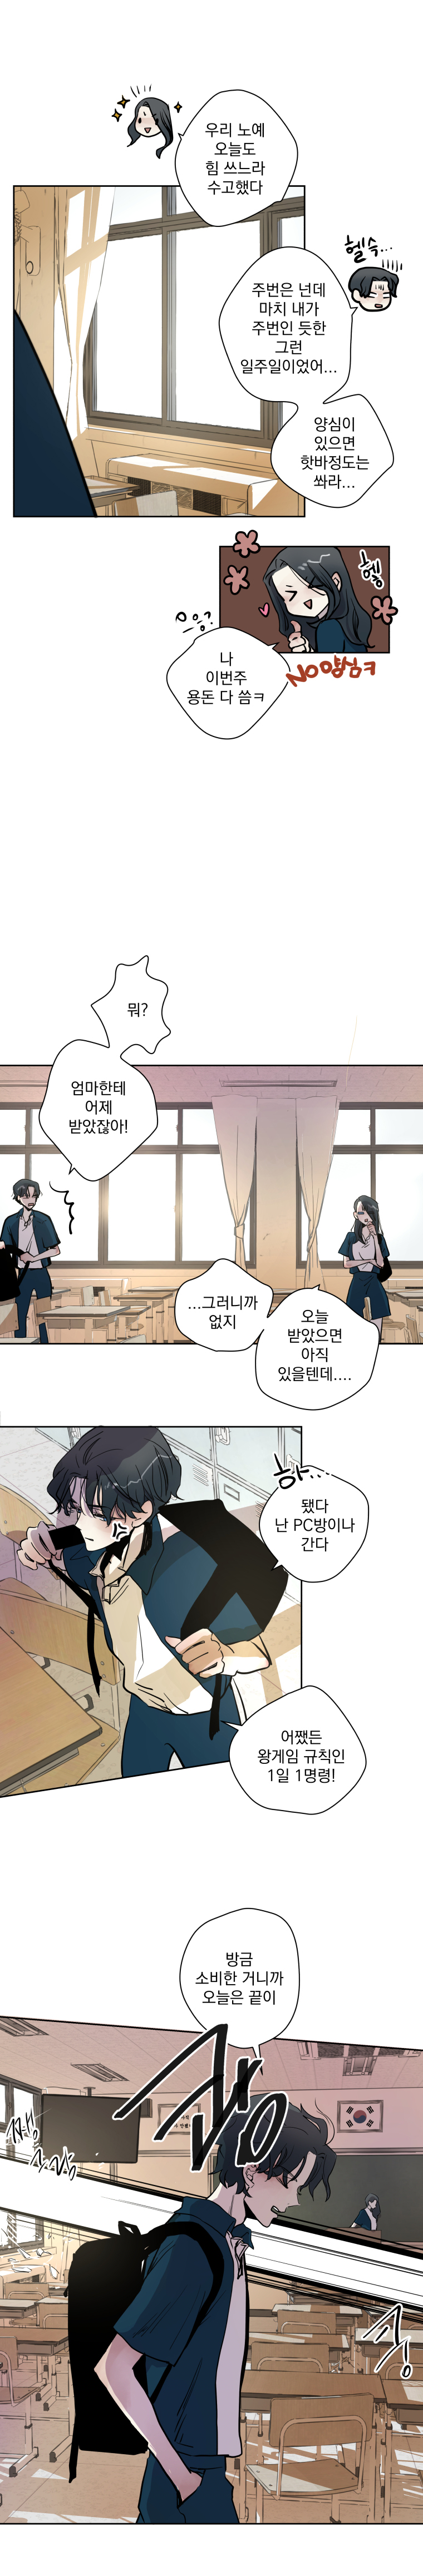 우리 노예
오늘도
힘 쓰느라
수고했다
헬슥...
주번은 넌데
마치 내가
주번인 듯한
그런
일주일이었어...
양심이
있으면
핫바정도는
쏴라...
헿
으응?
NO양심ㅋ
나
이번주
용돈 다 씀ㅋ
뭐?
엄마한테
어제
받았잖아!
...그러니까
없지
오늘
받았으면
아직
있을텐데....
하...
됐다
난 PC방이나
간다
어쨌든
왕게임 규칙인
1일 1명령!
방금
소비한 거니까
오늘은 끝이
쾅
쨍
그랑